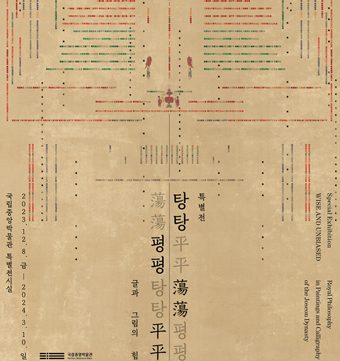 Special Exhibition
WISE AND UNBIASED
Royal Philosophy
in Paintings and Calligraphy
of the Joseon Dynasty
특별전
탕탕平平蕩蕩평평
蕩蕩평평탕탕平平
글과 그림의 힘
2023.12.8. 금 — 2024.3.10. 일
국립중앙박물관 특별전시실
국립중앙박물관